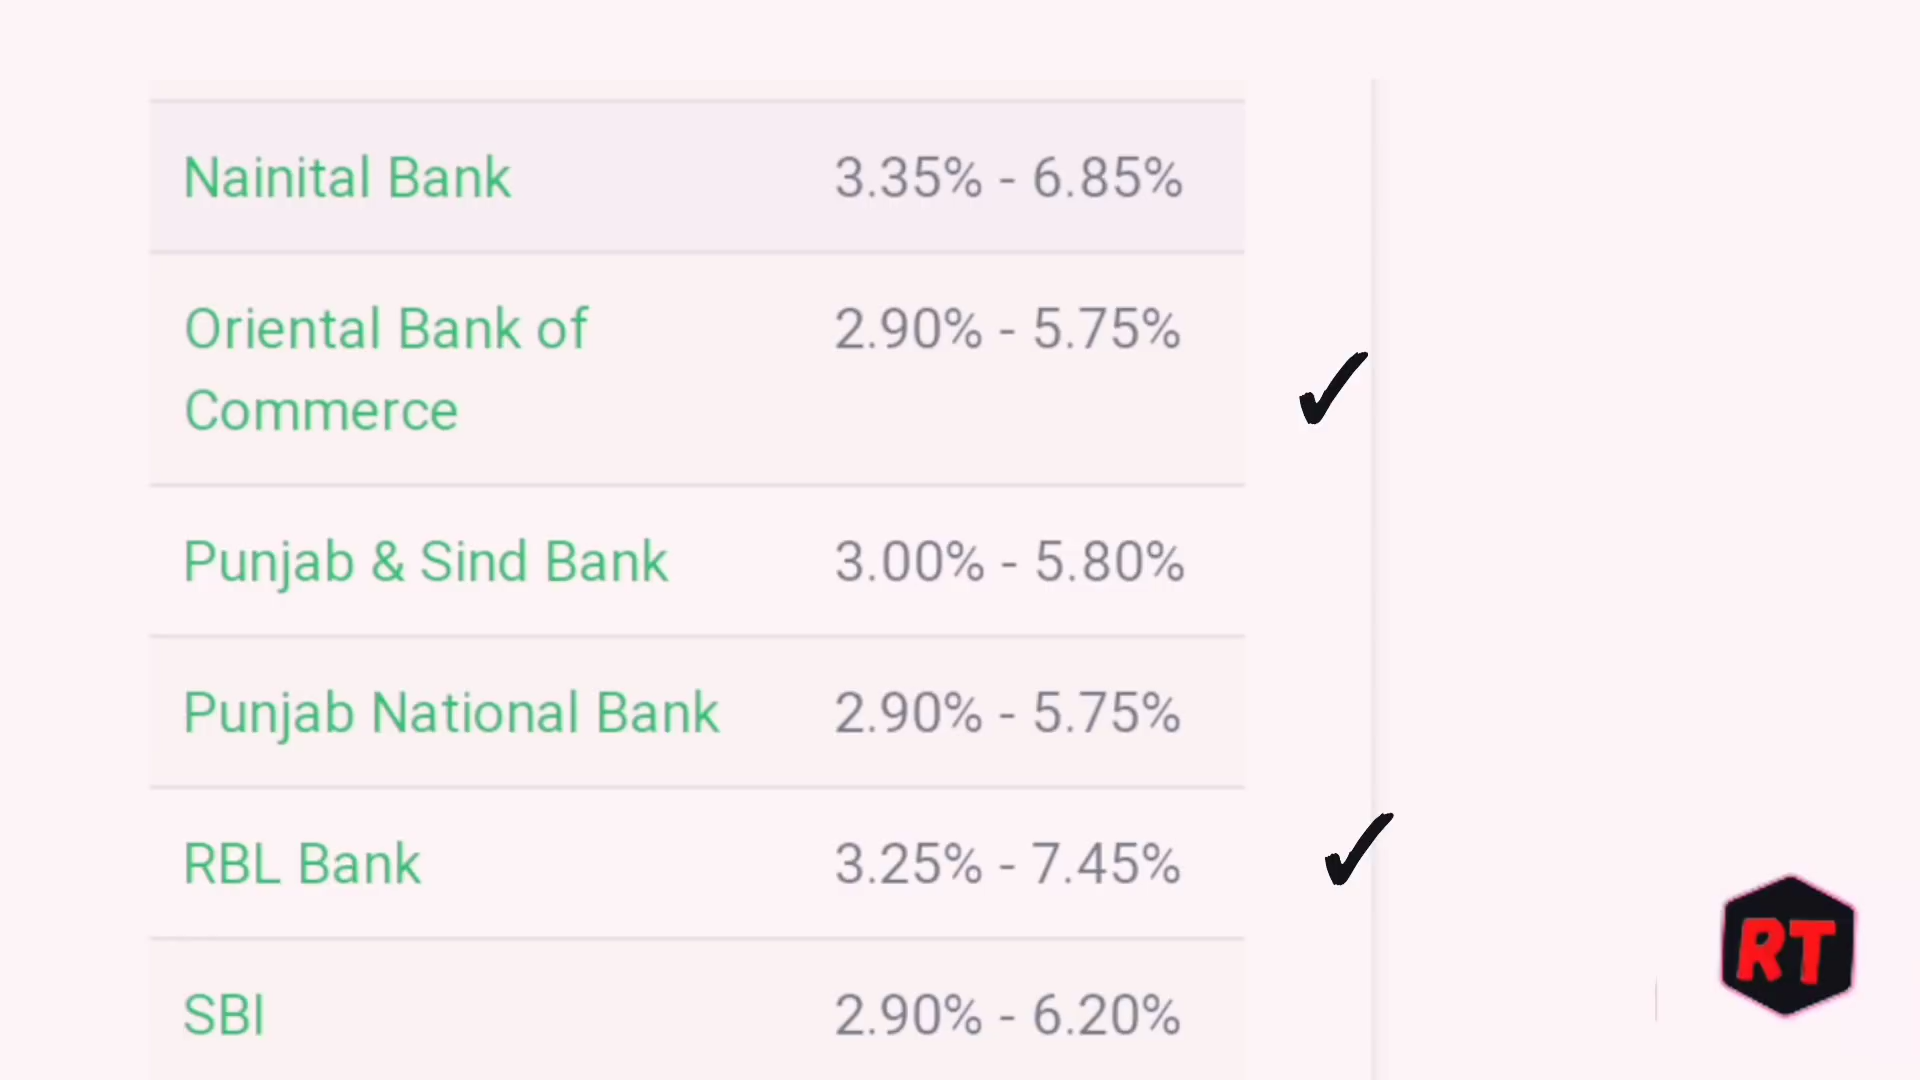 Nainital Bank 3.35% - 6.85%
Oriental Bank of 2.90% - 5.75%
Commerce
Punjab & Sind Bank 3.00% - 5.80%
Punjab National Bank 2.90% - 5.75%
RBL Bank 3.25% - 7.45%
SBI 2.90% - 6.20%
RT